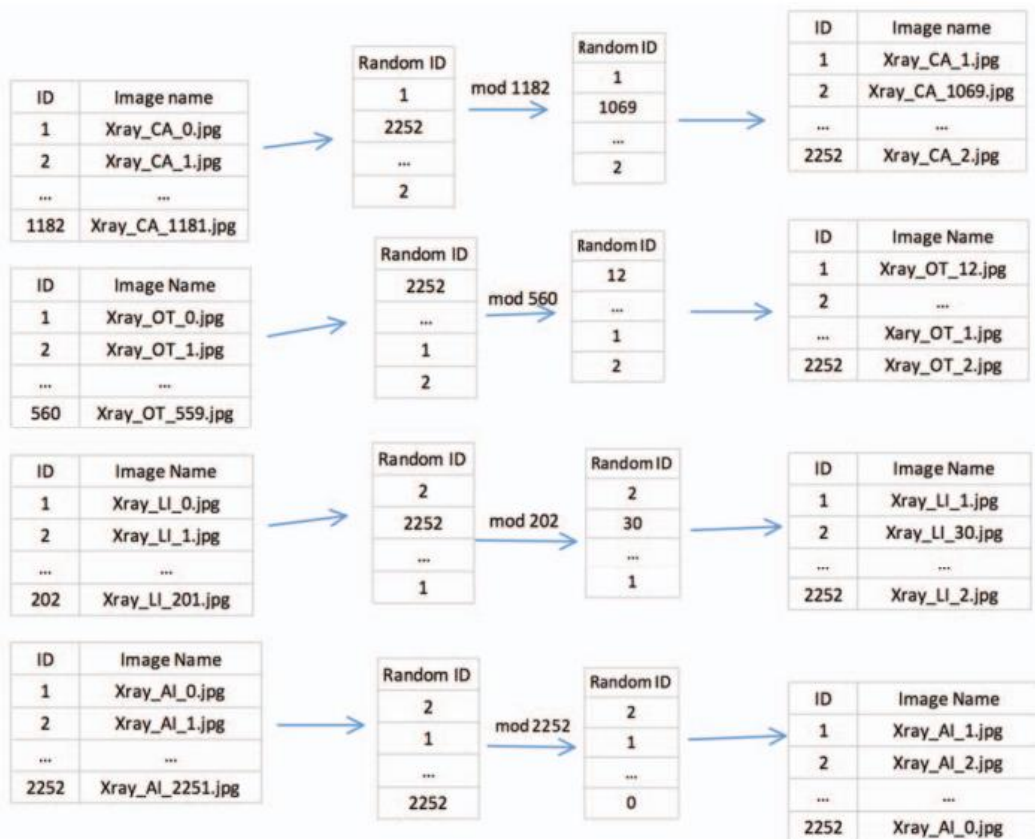 ID Image name
1 Xray_CA_0.jpg
2 Xray_CA_1.jpg
... ...
1182 Xray_CA_1181.jpg
Random ID
1
2252
...
2
mod 1182
Random ID
1
1069
...
2
ID Image name
1 Xray_CA_1.jpg
2 Xray_CA_1069.jpg
... ...
2252 Xray_CA_2.jpg
ID Image Name
1 Xray_OT_0.jpg
2 Xray_OT_1.jpg
... ...
560 Xray_OT_559.jpg
Random ID
2252
...
1
2
mod 560
Random ID
12
...
1
2
ID Image Name
1 Xray_OT_12.jpg
2 ...
... Xary_OT_1.jpg
2252 Xray_OT_2.jpg
ID Image Name
1 Xray_LI_0.jpg
2 Xray_LI_1.jpg
... ...
202 Xray_LI_201.jpg
Random ID
2
2252
...
1
mod 202
Random ID
2
30
...
1
ID Image Name
1 Xray_LI_1.jpg
2 Xray_LI_30.jpg
... ...
2252 Xray_LI_2.jpg
ID Image Name
1 Xray_AI_0.jpg
2 Xray_AI_1.jpg
... ...
2252 Xray_AI_2251.jpg
Random ID
2
1
...
2252
mod 2252
Random ID
2
1
...
0
ID Image Name
1 Xray_AI_1.jpg
2 Xray_AI_2.jpg
... ...
2252 Xray_AI_0.jpg